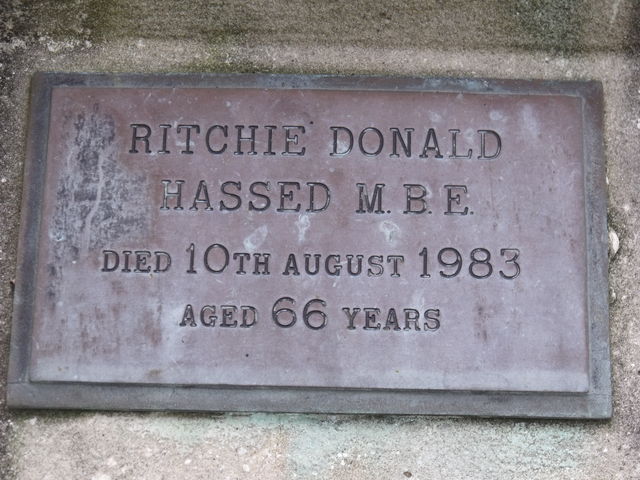 RITCHIE DONALD
HASSED M.B.E.
DIED 10TH AUGUST 1983
AGED 66 YEARS